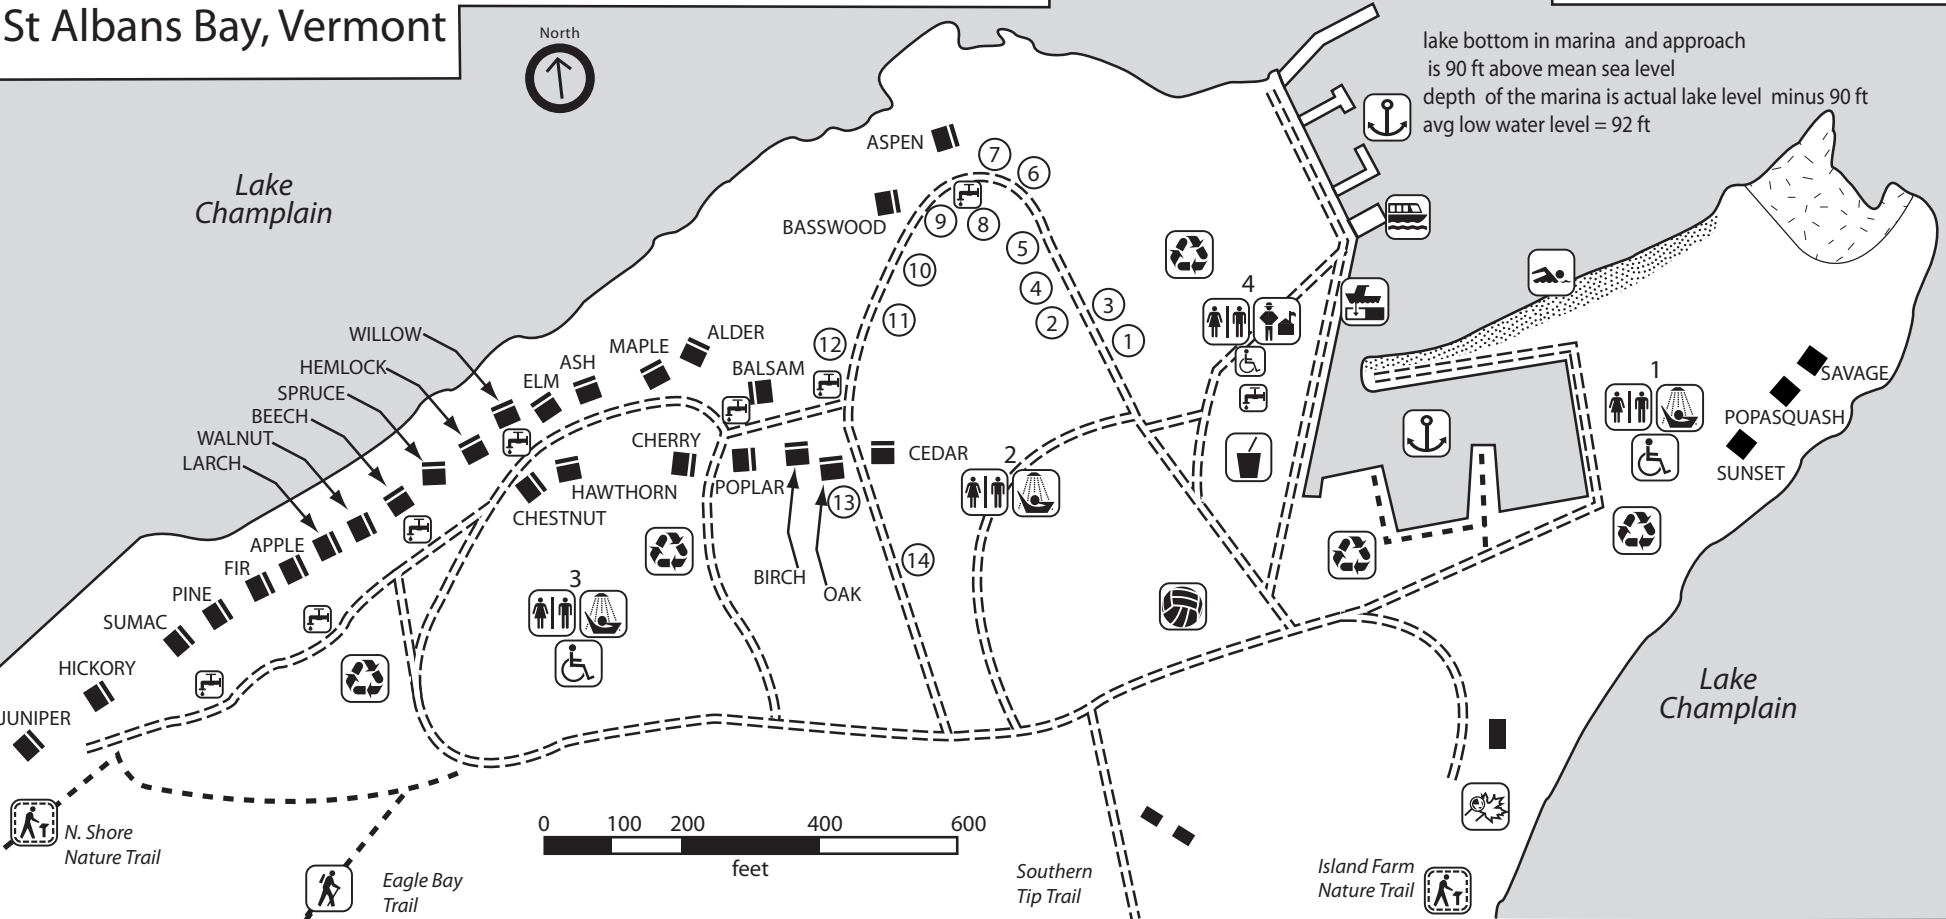 St Albans Bay, Vermont
North
lake bottom in marina and approach
is 90 ft above mean sea level
depth of the marina is actual lake level minus 90 ft
avg low water level = 92 ft
Lake
Champlain
ASPEN
BASSWOOD
7
6
9
8
5
10
4
3
11
2
1
12
4
WILLOW
HEMLOCK
SPRUCE
BEECH
WALNUT
LARCH
ELM
ASH
MAPLE
ALDER
BALSAM
CHERRY
HAWTHORN
CHESTNUT
POPLAR
CEDAR
13
14
BIRCH
OAK
2
1
SAVAGE
POPASQUASH
SUNSET
APPLE
FIR
PINE
SUMAC
HICKORY
JUNIPER
3
Lake
Champlain
N. Shore
Nature Trail
Eagle Bay
Trail
0 100 200 400 600
feet
Southern
Tip Trail
Island Farm
Nature Trail